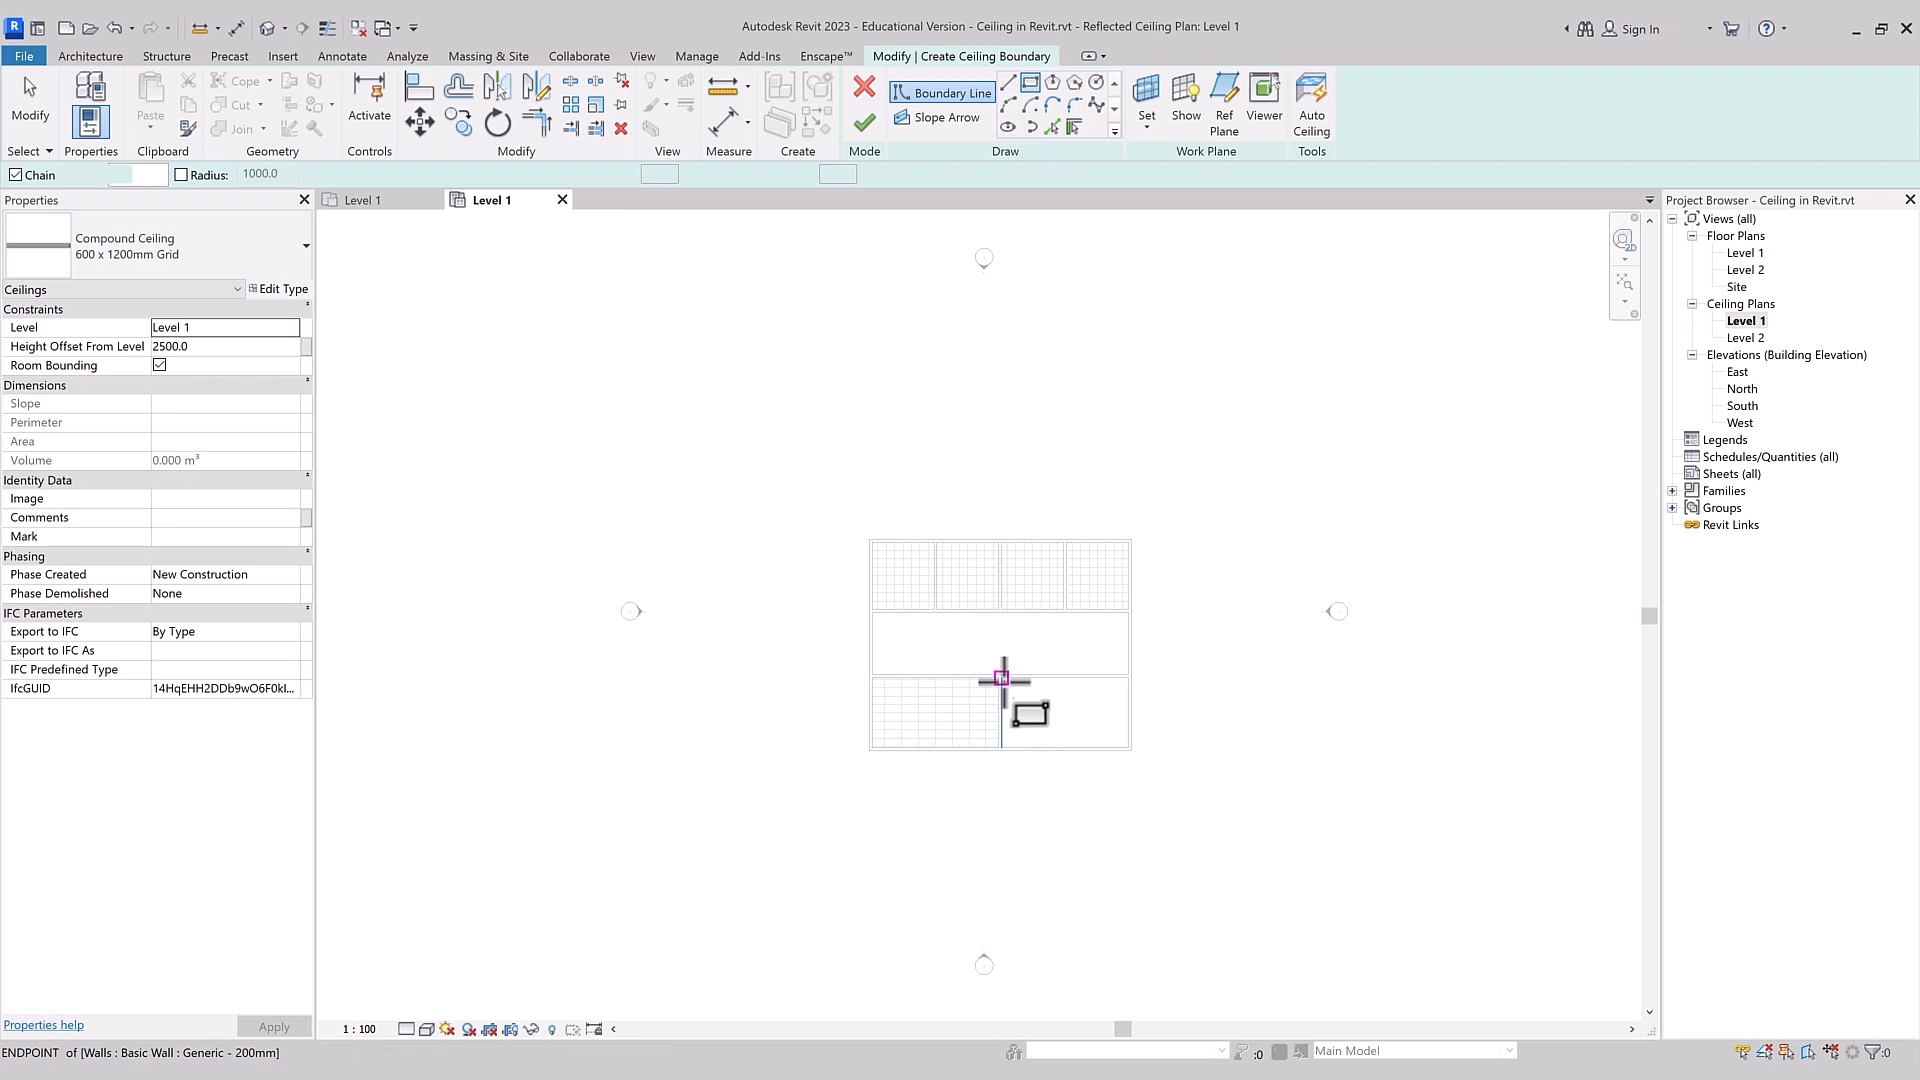 Autodesk Revit 2023 - Educational Version - Ceiling in Revit.rvt - Reflected Ceiling Plan: Level 1
Sign In
File Architecture Structure Precast Insert Annotate Analyze Massing & Site Collaborate View Manage Add-Ins Enscape™ Modify | Create Ceiling Boundary
Modify
Select
Properties
Paste
Cope
Cut
Join
Clipboard
Geometry
Activate
Controls
Modify
View
Measure
Create
Mode
Boundary Line
Slope Arrow
Draw
Set
Show
Ref
Plane
Viewer
Work Plane
Auto
Ceiling
Tools
Chain
Radius: 1000.0
Properties
Compound Ceiling
600 x 1200mm Grid
Ceilings
Edit Type
Constraints
Level Level 1
Height Offset From Level 2500.0
Room Bounding
Dimensions
Slope
Perimeter
Area
Volume 0.000 m³
Identity Data
Image
Comments
Mark
Phasing
Phase Created New Construction
Phase Demolished None
IFC Parameters
Export to IFC By Type
Export to IFC As
IFC Predefined Type
IfcGUID 14HqEHH2DDb9wO6F0kI...
Properties help
Apply
Level 1
Level 1
2D
1 : 100
Project Browser - Ceiling in Revit.rvt
Views (all)
Floor Plans
Level 1
Level 2
Site
Ceiling Plans
Level 1
Level 2
Elevations (Building Elevation)
East
North
South
West
Legends
Schedules/Quantities (all)
Sheets (all)
Families
Groups
Revit Links
ENDPOINT of [Walls : Basic Wall : Generic - 200mm]
:0
Main Model
:0